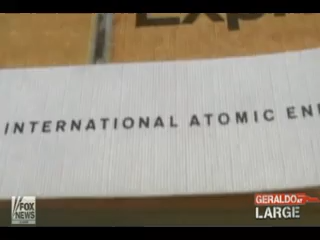 INTERNATIONAL ATOMIC EN
FOX
NEWS
GERALDO AT
LARGE